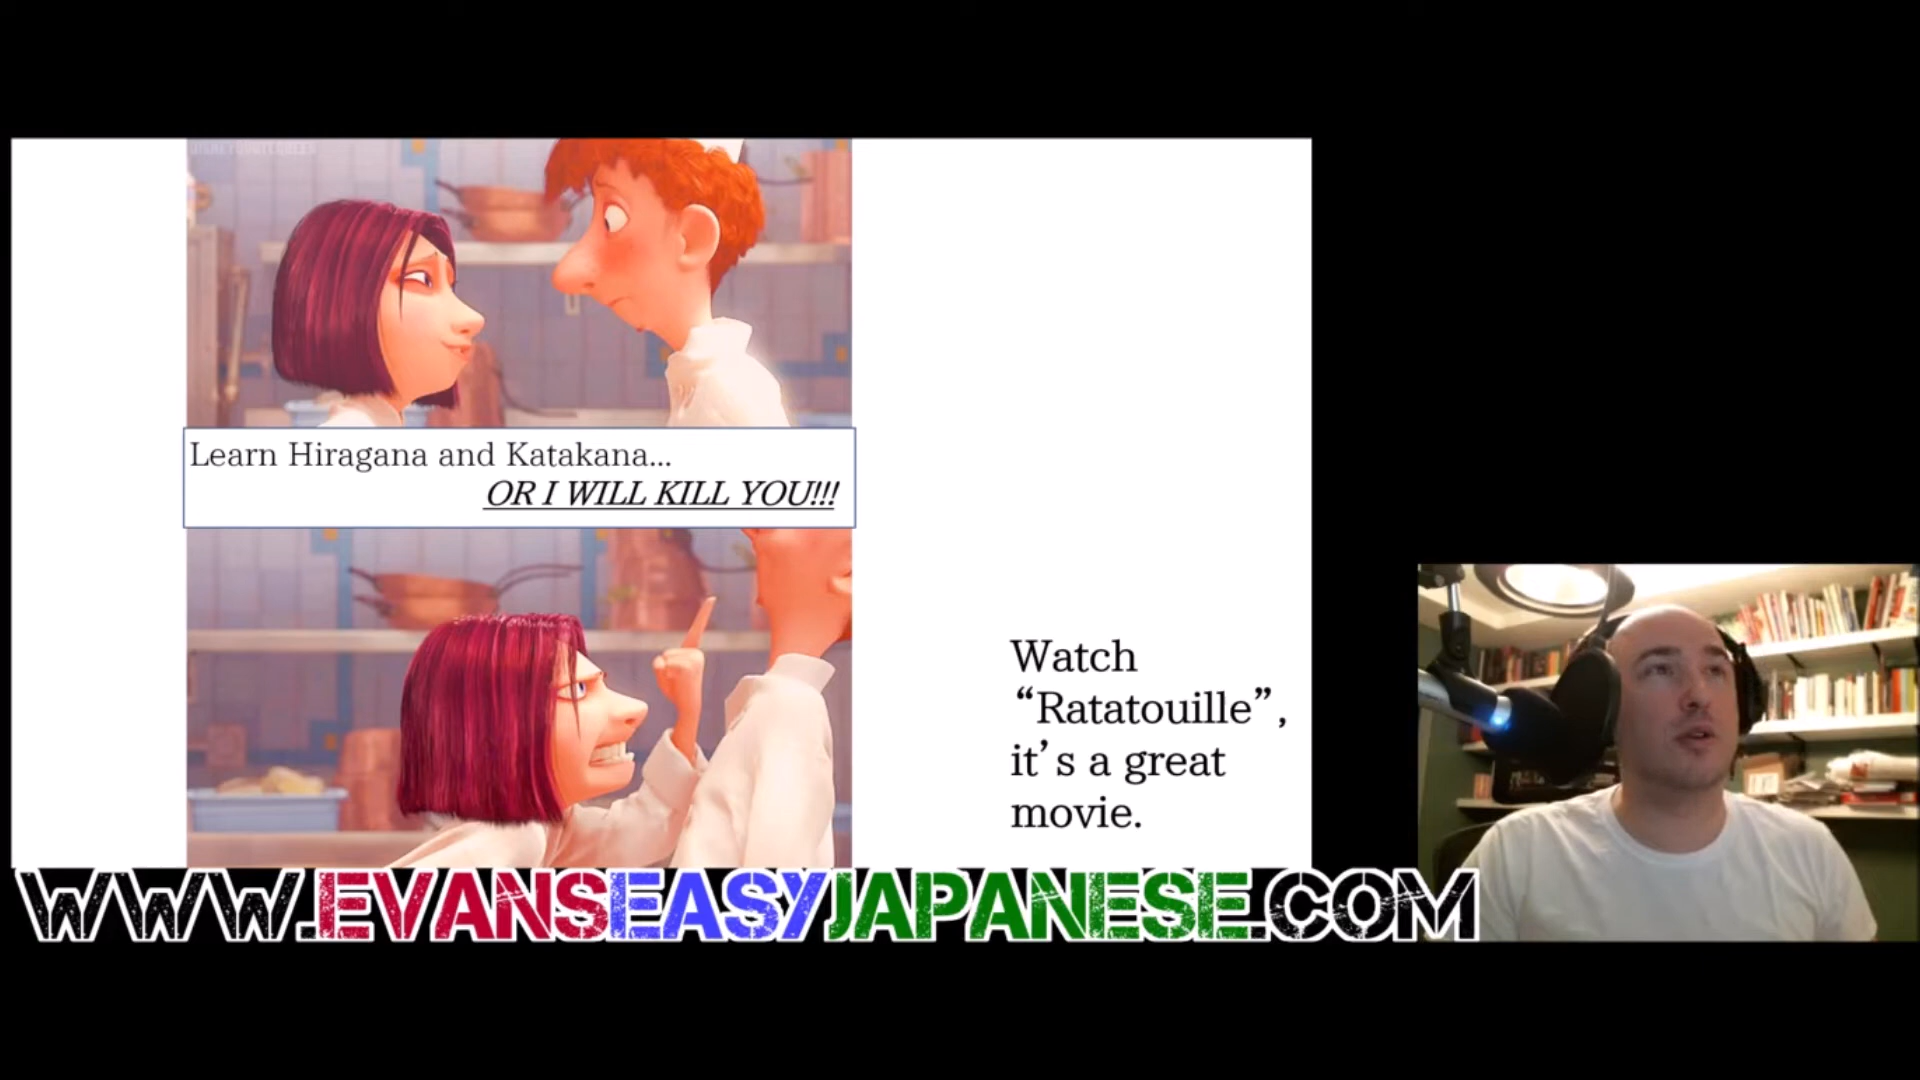 Learn Hiragana and Katakana...
OR I WILL KILL YOU!!!
Watch
“Ratatouille”,
it’s a great
movie.
WWW.EVANSEASYJAPANESE.COM